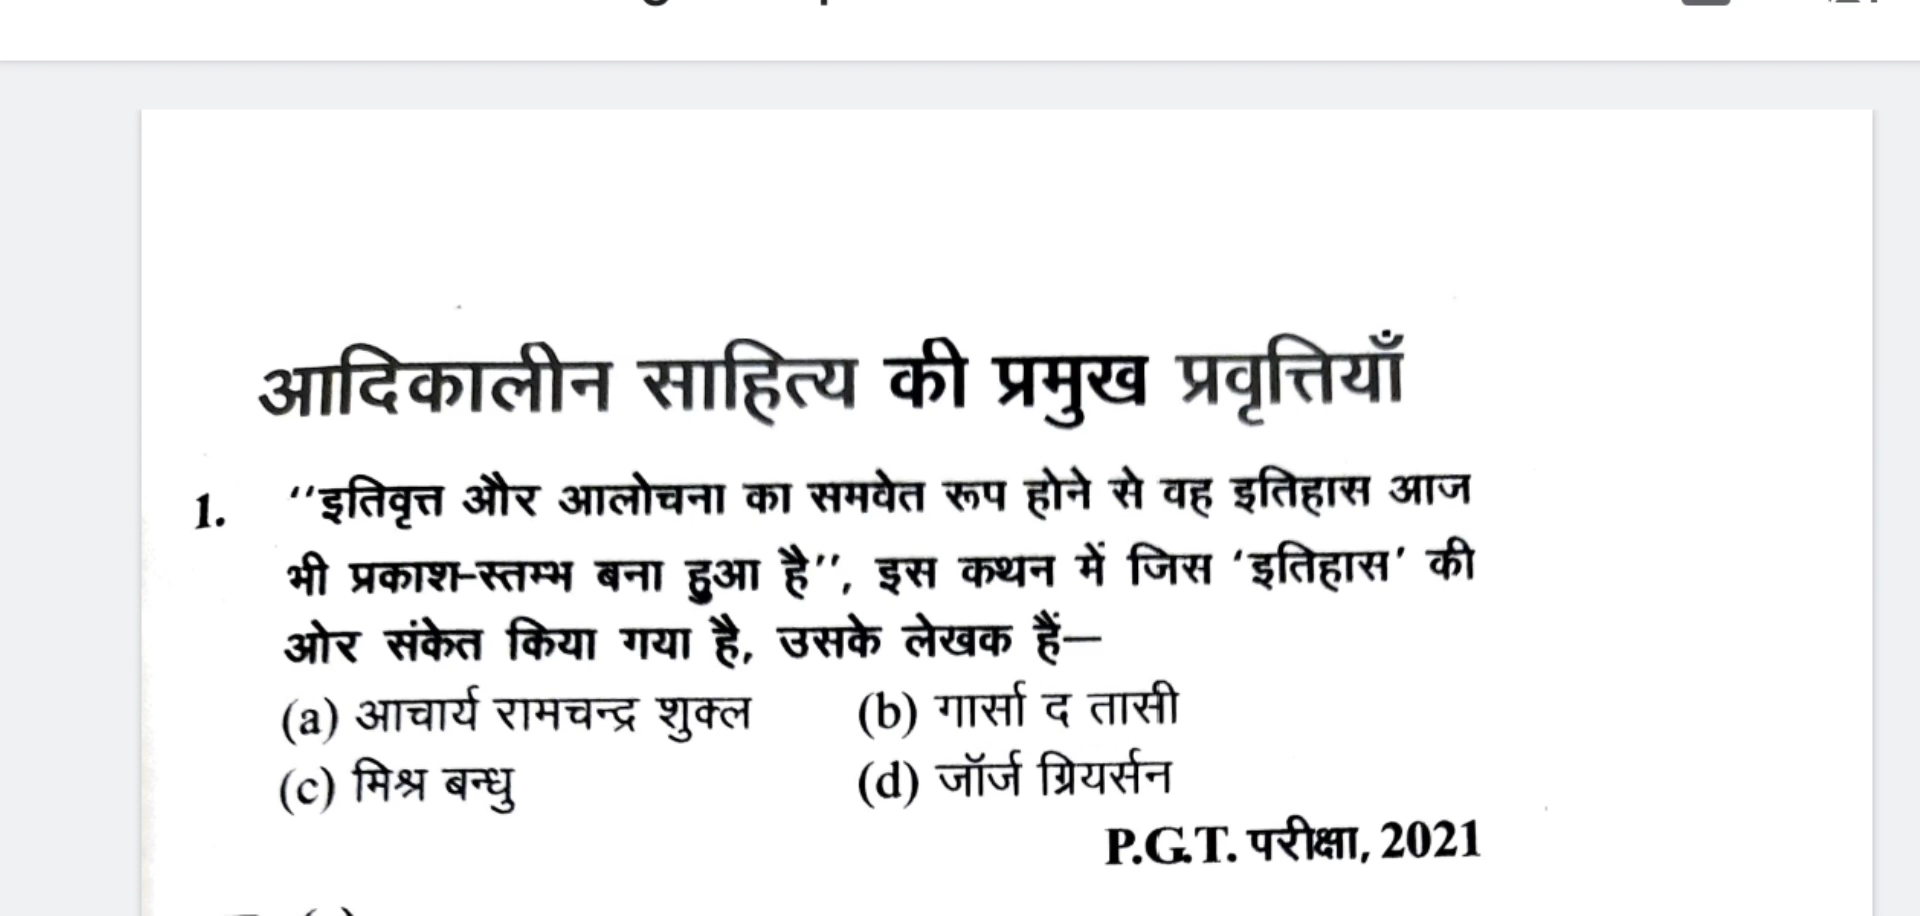 आदिकालीन साहित्य की प्रमुख प्रवृत्तियाँ
1. ‘‘इतिवृत्त और आलोचना का समवेत रूप होने से वह इतिहास आज
भी प्रकाश-स्तम्भ बना हुआ है’’, इस कथन में जिस ‘इतिहास’ की
ओर संकेत किया गया है, उसके लेखक हैं—
(a) आचार्य रामचन्द्र शुक्ल (b) गार्सा द तासी
(c) मिश्र बन्धु (d) जॉर्ज ग्रियर्सन
P.G.T. परीक्षा, 2021